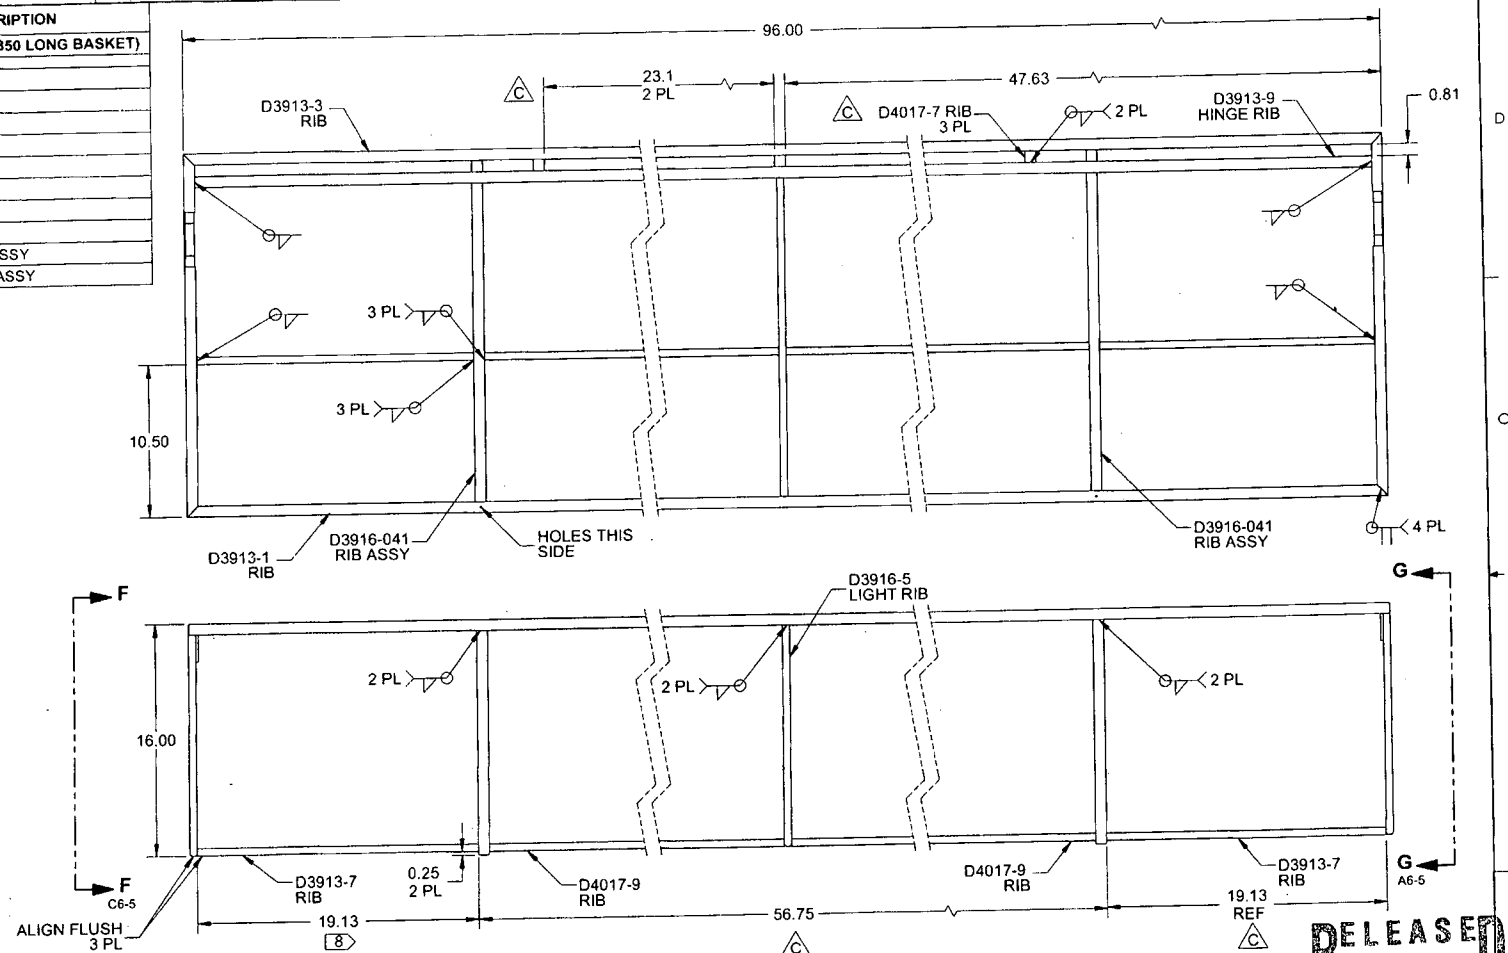 RIPTION
350 LONG BASKET)
SSY
ASSY
96.00
C
23.1
2 PL
47.63
C
D4017-7 RIB
3 PL
2 PL
D3913-9
HINGE RIB
0.81
D
D3913-3
RIB
3 PL
3 PL
10.50
C
D3913-1
RIB
D3916-041
RIB ASSY
HOLES THIS
SIDE
D3916-041
RIB ASSY
4 PL
F
G
D3916-5
LIGHT RIB
2 PL
2 PL
2 PL
16.00
F
C6-5
ALIGN FLUSH
3 PL
D3913-7
RIB
0.25
2 PL
D4017-9
RIB
D4017-9
RIB
D3913-7
RIB
G
A6-5
19.13
8
56.75
C
19.13
REF
C
RELEASED